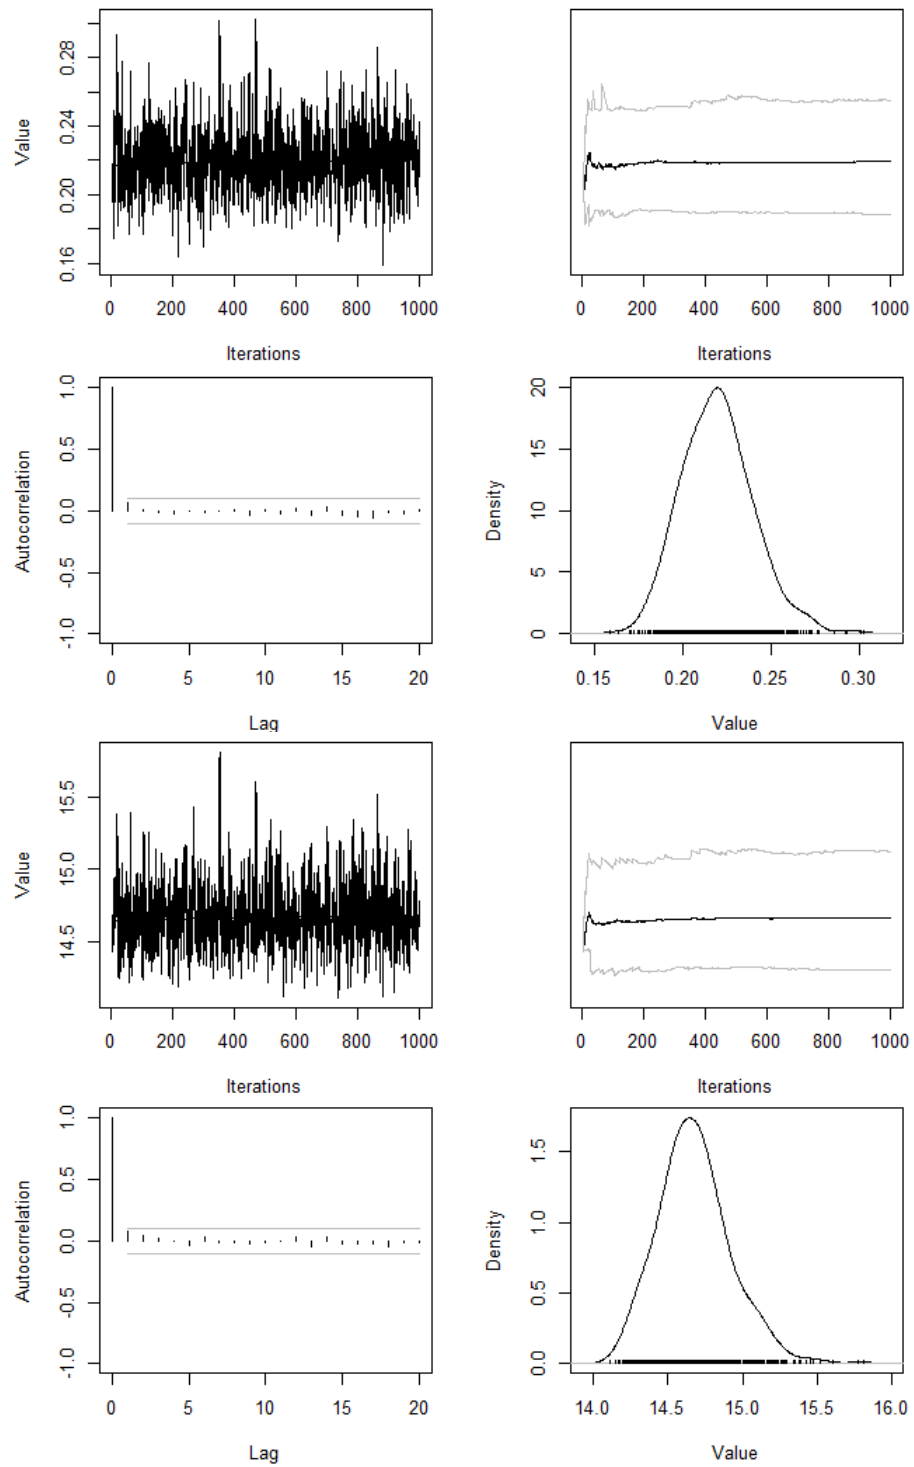 0.28
0.24
0.20
0.16
Value
0 200 400 600 800 1000
Iterations
0 200 400 600 800 1000
Iterations
1.0
0.5
0.0
-0.5
-1.0
Autocorrelation
0 5 10 15 20
Lag
20
15
10
5
0
Density
0.15 0.20 0.25 0.30
Value
15.5
15.0
14.5
Value
0 200 400 600 800 1000
Iterations
0 200 400 600 800 1000
Iterations
1.0
0.5
0.0
-0.5
-1.0
Autocorrelation
0 5 10 15 20
Lag
1.5
1.0
0.5
0.0
Density
14.0 14.5 15.0 15.5 16.0
Value